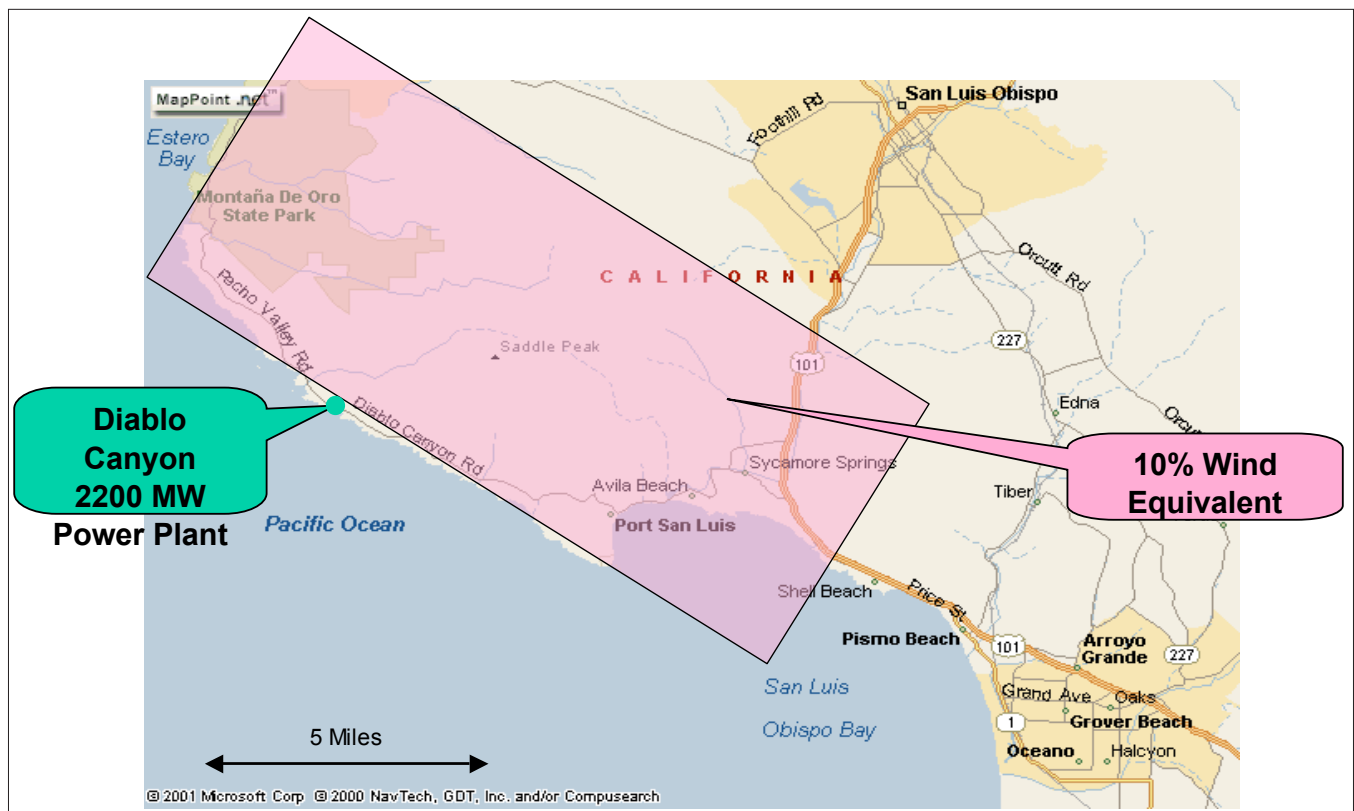 MapPoint .net™
San Luis Obispo
Foothill Rd
Estero
Bay
Montaña De Oro
State Park
Orcutt Rd
CALIFORNIA
Pecho Valley Rd
Saddle Peak
101
227
Diablo
Canyon
2200 MW
Power Plant
Diablo Canyon Rd
Edna
Orcutt
Sycamore Springs
10% Wind
Equivalent
Avila Beach
Tiber
Port San Luis
Pacific Ocean
Shell Beach
Price St
Pismo Beach
101
Arroyo
Grande
227
San Luis
Obispo Bay
Grand Ave
Oaks
1
Grover Beach
5 Miles
Oceano
Halcyon
© 2001 Microsoft Corp © 2000 NavTech, GDT, Inc. and/or Compusearch